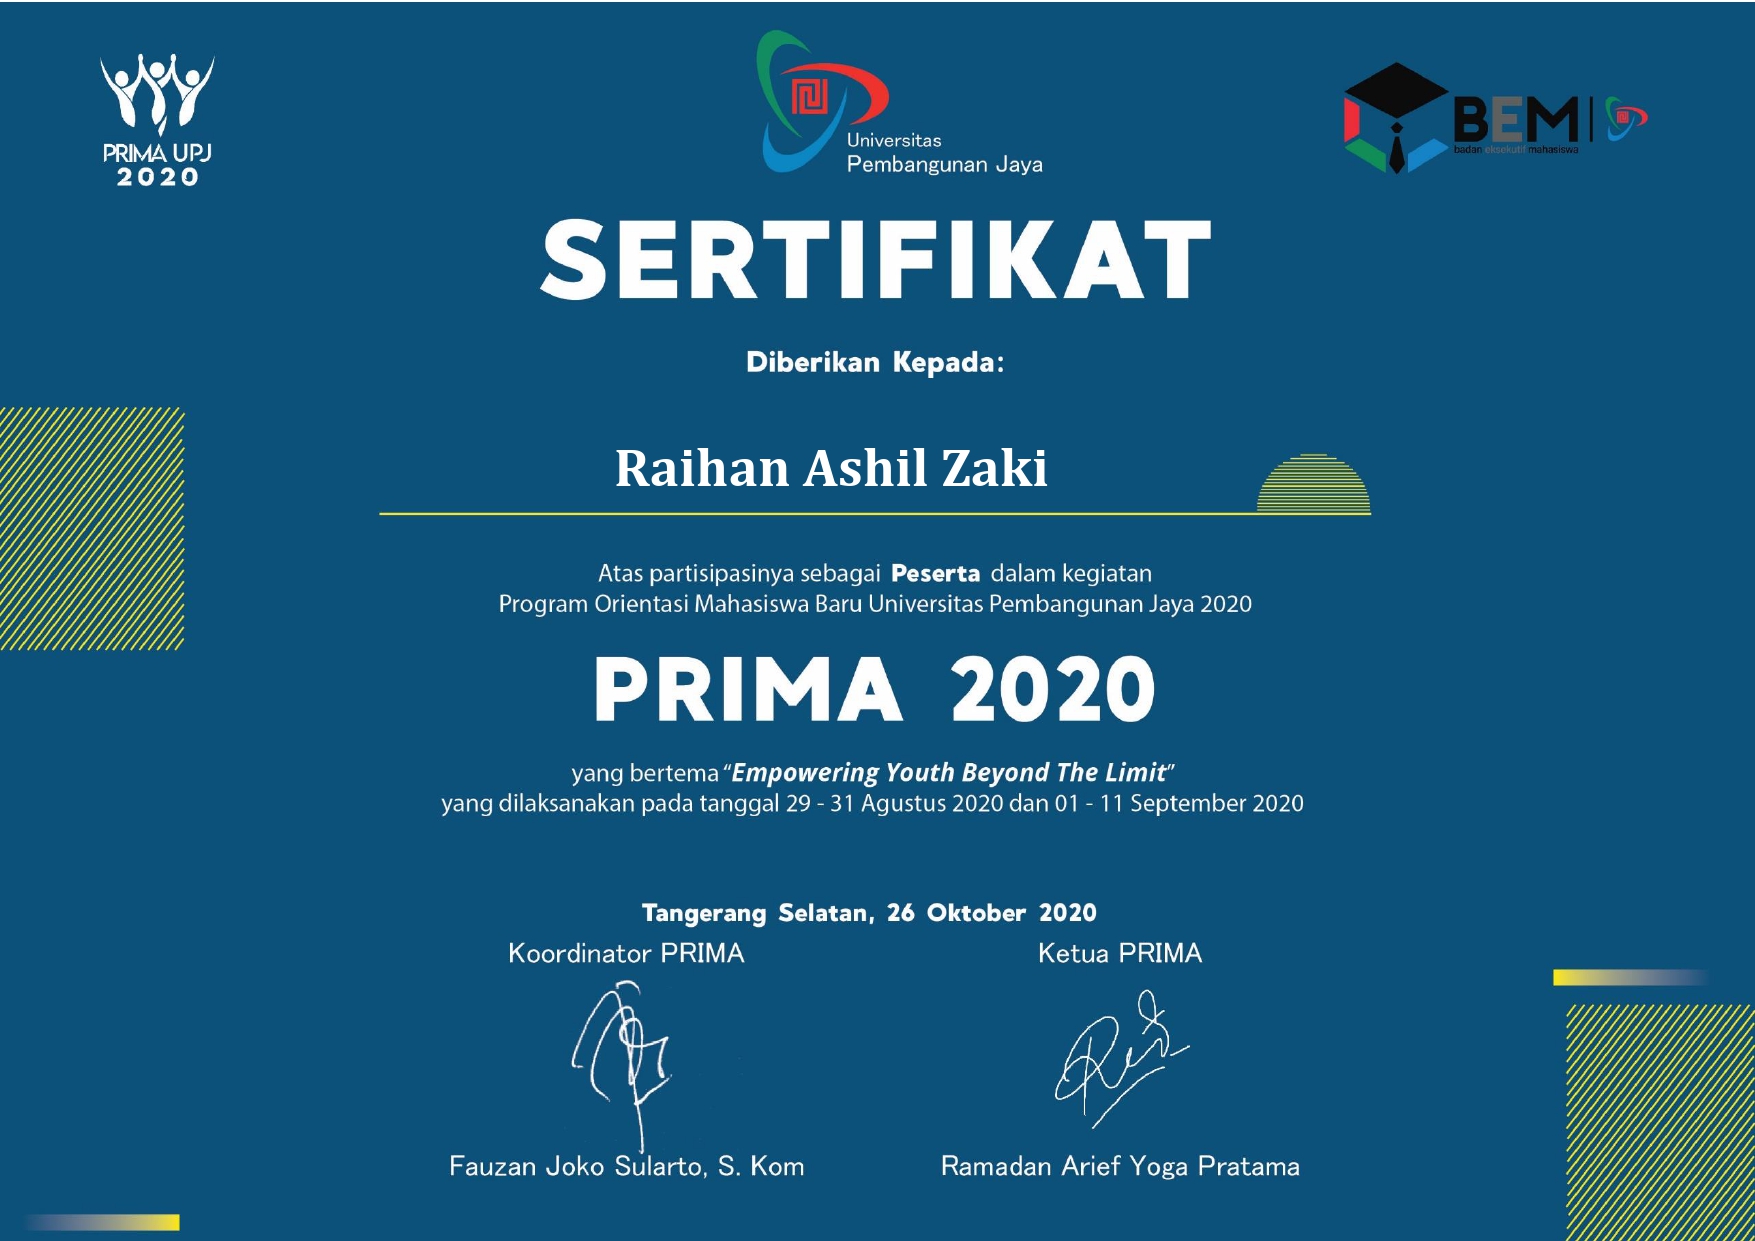 PRIMA UPJ
2020
Universitas
Pembangunan Jaya
BEM
badan eksekutif mahasiswa
SERTIFIKAT
Diberikan Kepada:
Raihan Ashil Zaki
Atas partisipasinya sebagai Peserta dalam kegiatan
Program Orientasi Mahasiswa Baru Universitas Pembangunan Jaya 2020
PRIMA 2020
yang bertema “Empowering Youth Beyond The Limit”
yang dilaksanakan pada tanggal 29 - 31 Agustus 2020 dan 01 - 11 September 2020
Tangerang Selatan, 26 Oktober 2020
Koordinator PRIMA
Ketua PRIMA
Fauzan Joko Sularto, S. Kom
Ramadan Arief Yoga Pratama